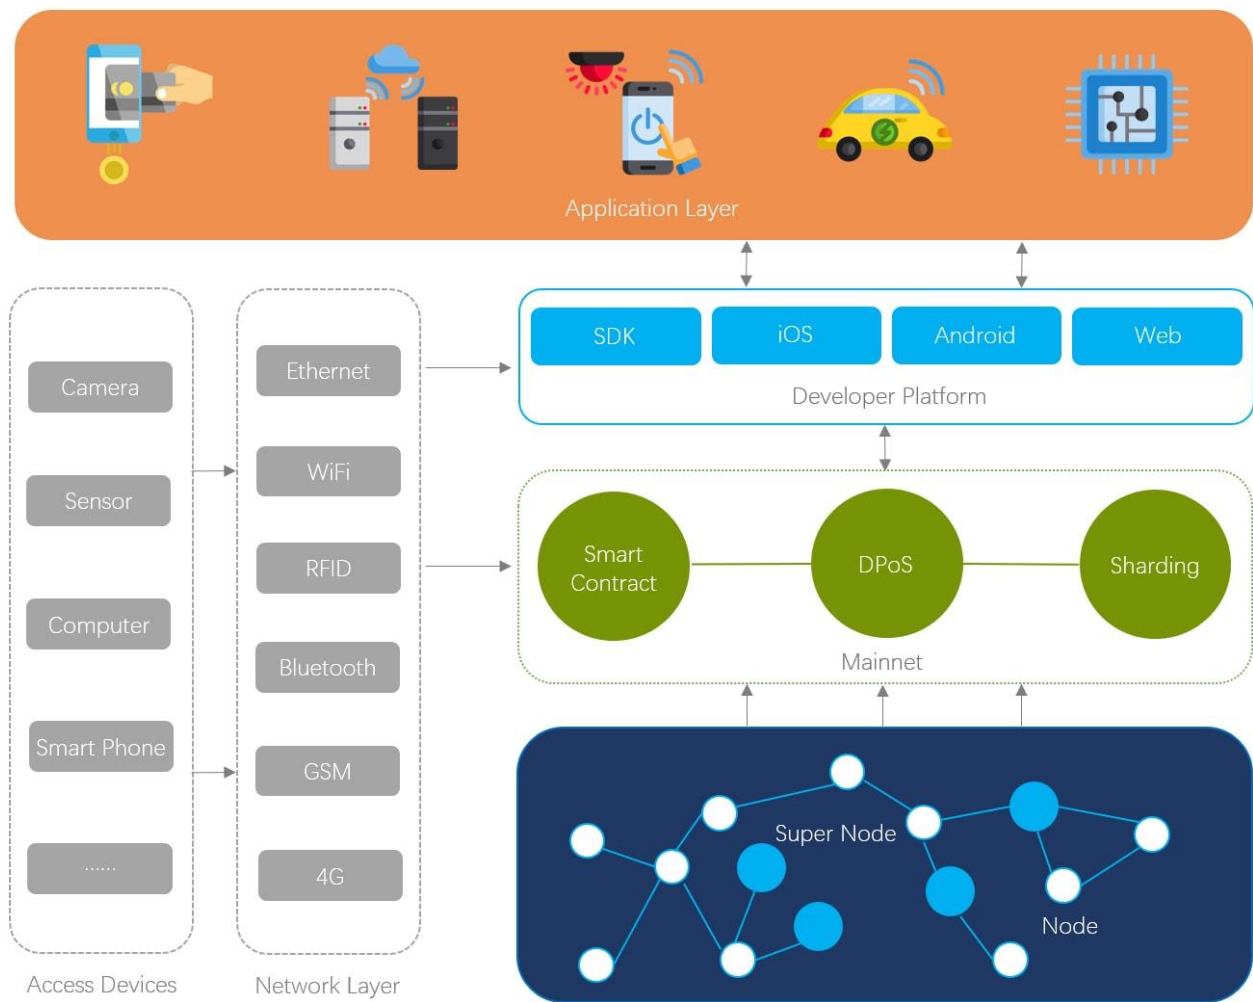 Application Layer
Camera
Sensor
Computer
Smart Phone
......
Access Devices
Ethernet
WiFi
RFID
Bluetooth
GSM
4G
Network Layer
SDK
iOS
Android
Web
Developer Platform
Smart
Contract
DPoS
Sharding
Mainnet
Super Node
Node